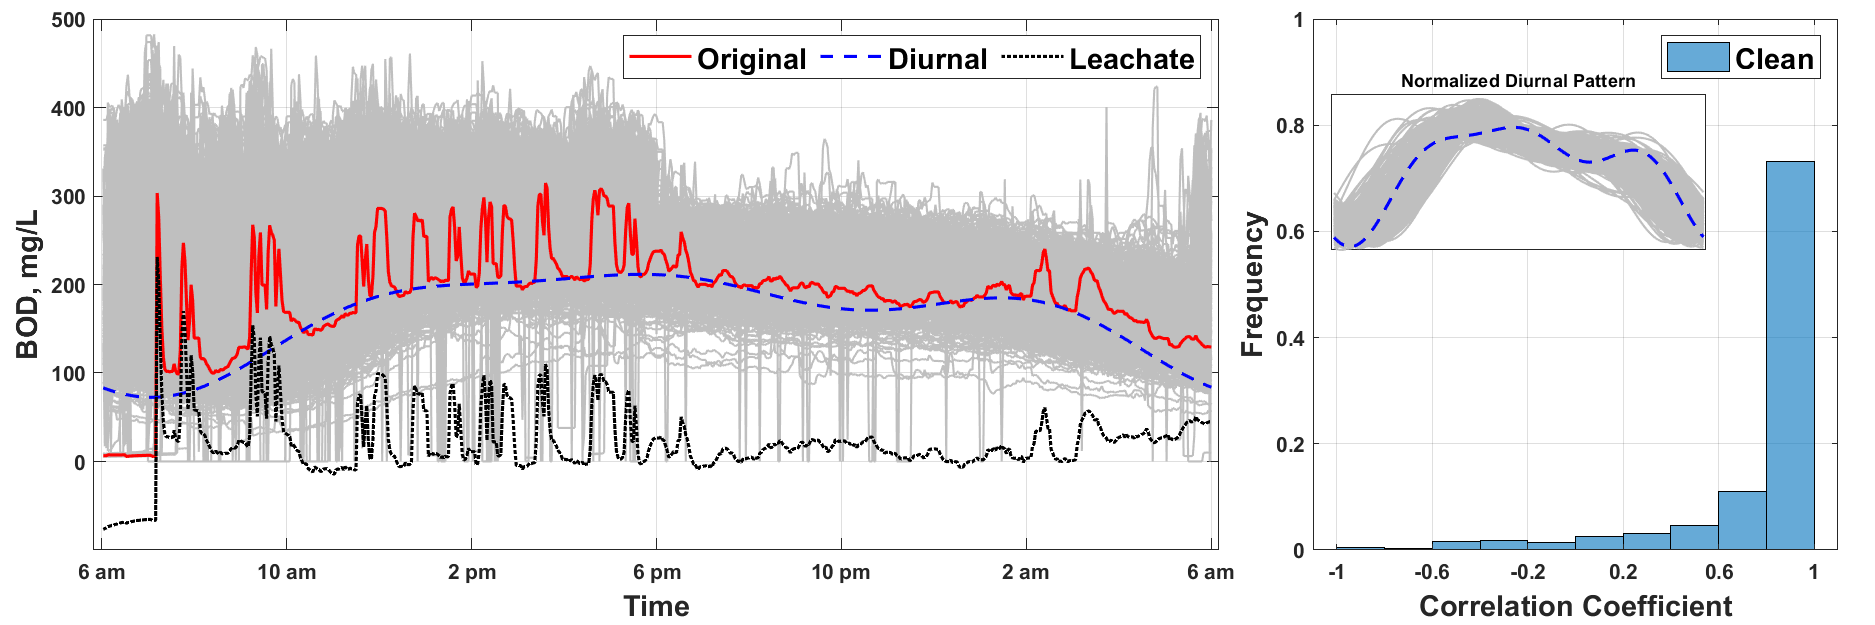 500
400
300
200
100
0
BOD, mg/L
Original Diurnal Leachate
6 am 10 am 2 pm 6 pm 10 pm 2 am 6 am
Time
1
0.8
0.6
0.4
0.2
0
Frequency
Clean
Normalized Diurnal Pattern
-1 -0.6 -0.2 0.2 0.6 1
Correlation Coefficient